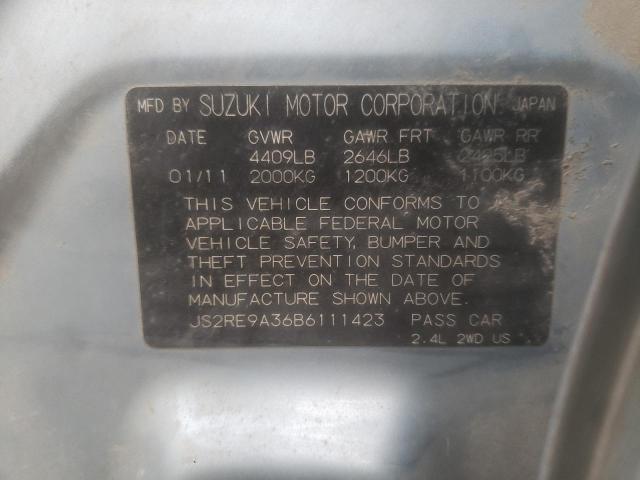 MFD BY SUZUKI MOTOR CORPORATION JAPAN
DATE GVWR GAWR FRT GAWR RR
4409LB 2646LB 2425LB
01/11 2000KG 1200KG 1100KG
THIS VEHICLE CONFORMS TO
APPLICABLE FEDERAL MOTOR
VEHICLE SAFETY, BUMPER AND
THEFT PREVENTION STANDARDS
IN EFFECT ON THE DATE OF
MANUFACTURE SHOWN ABOVE.
JS2RE9A36B6111423 PASS CAR
2.4L 2WD US